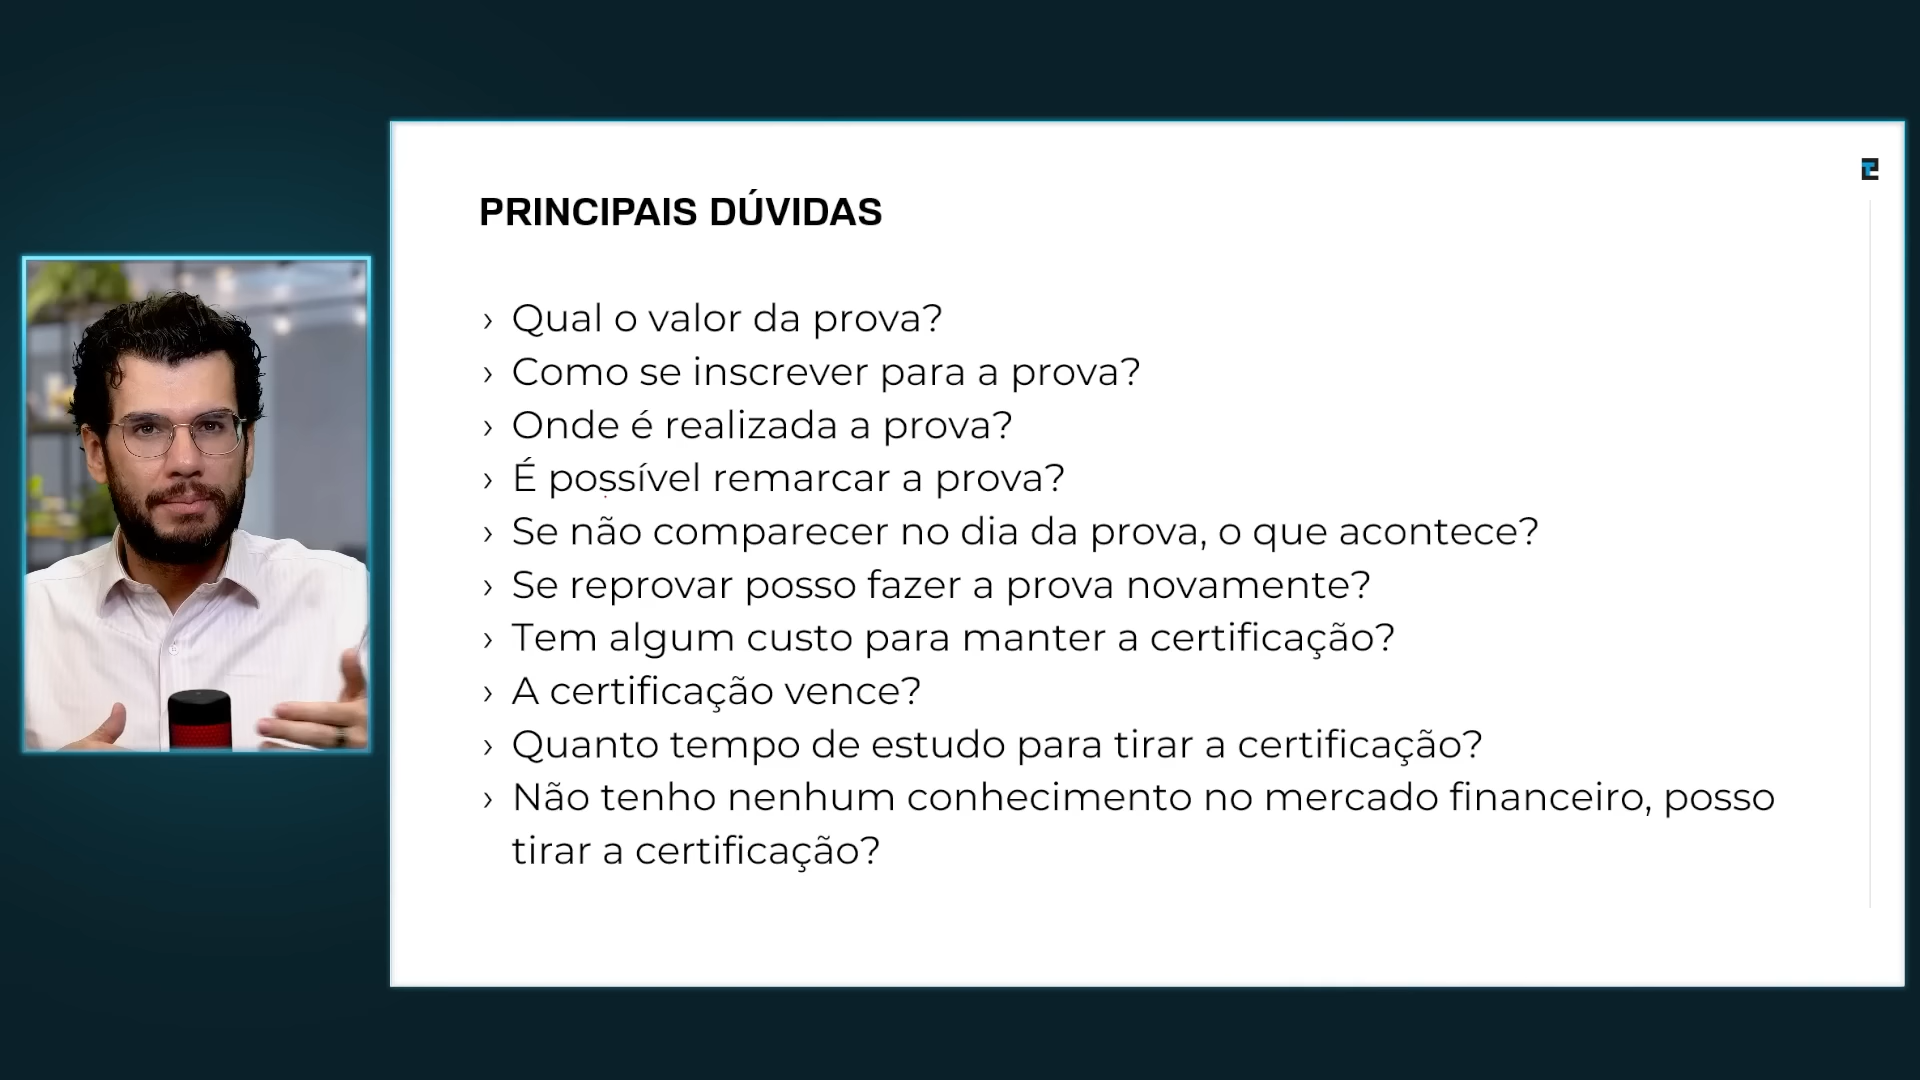 PRINCIPAIS DÚVIDAS
› Qual o valor da prova?
› Como se inscrever para a prova?
› Onde é realizada a prova?
› É possível remarcar a prova?
› Se não comparecer no dia da prova, o que acontece?
› Se reprovar posso fazer a prova novamente?
› Tem algum custo para manter a certificação?
› A certificação vence?
› Quanto tempo de estudo para tirar a certificação?
› Não tenho nenhum conhecimento no mercado financeiro, posso
tirar a certificação?